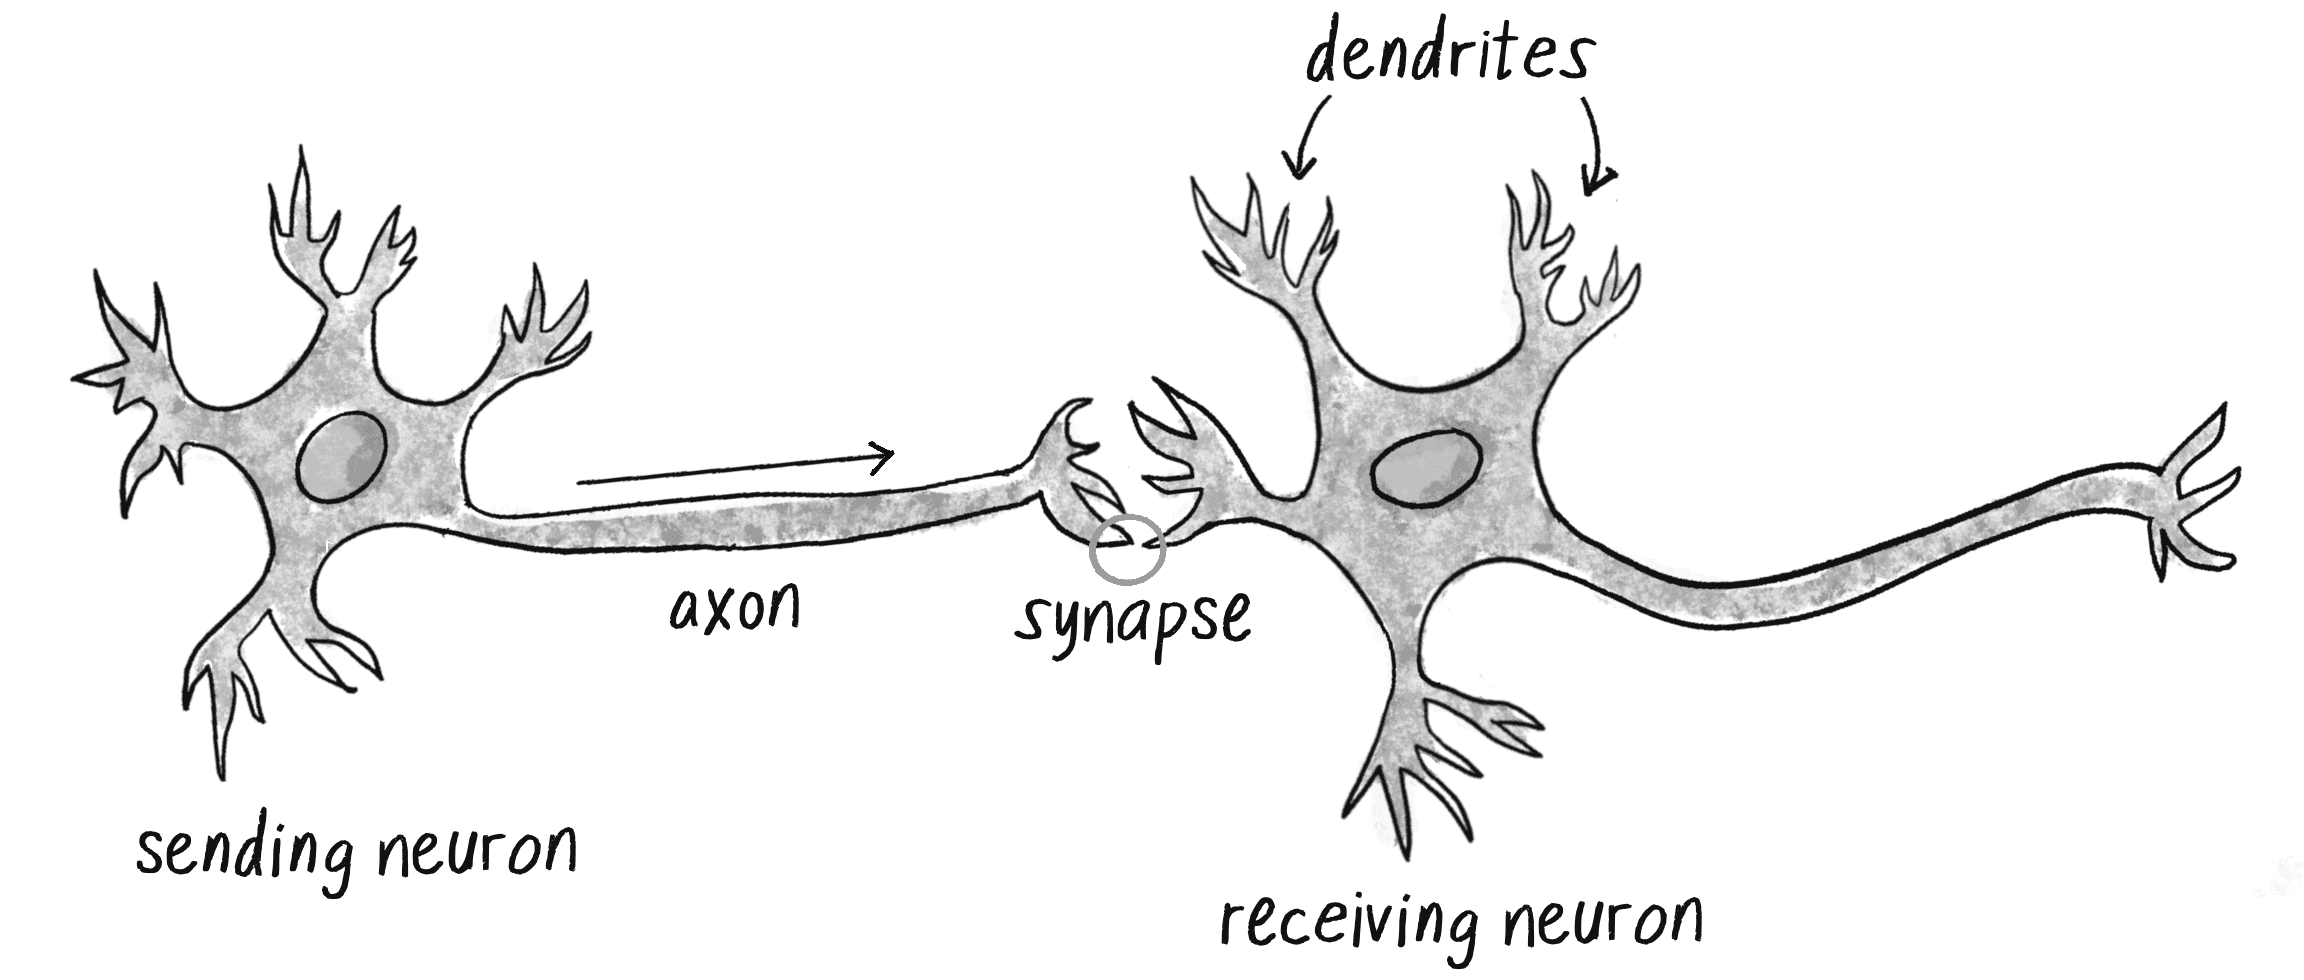 dendrites
axon
synapse
sending neuron
receiving neuron